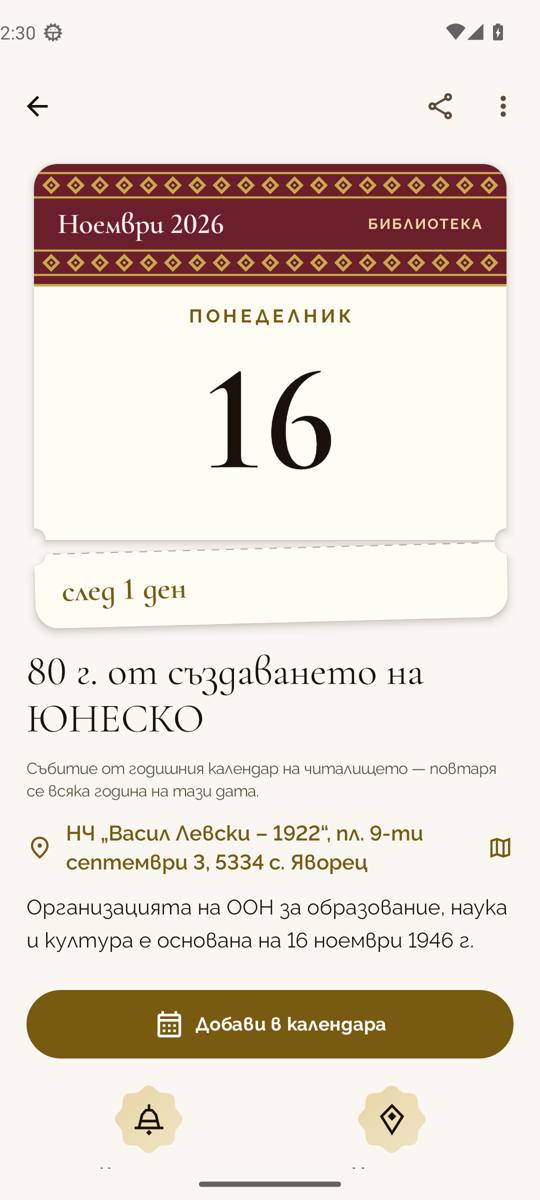 2:30
Ноември 2026
БИБЛИОТЕКА
ПОНЕДЕЛНИК
16
след 1 ден
80 г. от създаването на
ЮНЕСКО
Събитие от годишния календар на читалището — повтаря
се всяка година на тази дата.
НЧ „Васил Левски – 1922“, пл. 9-ти
септември 3, 5334 с. Яворец
Организацията на ООН за образование, наука
и култура е основана на 16 ноември 1946 г.
Добави в календара